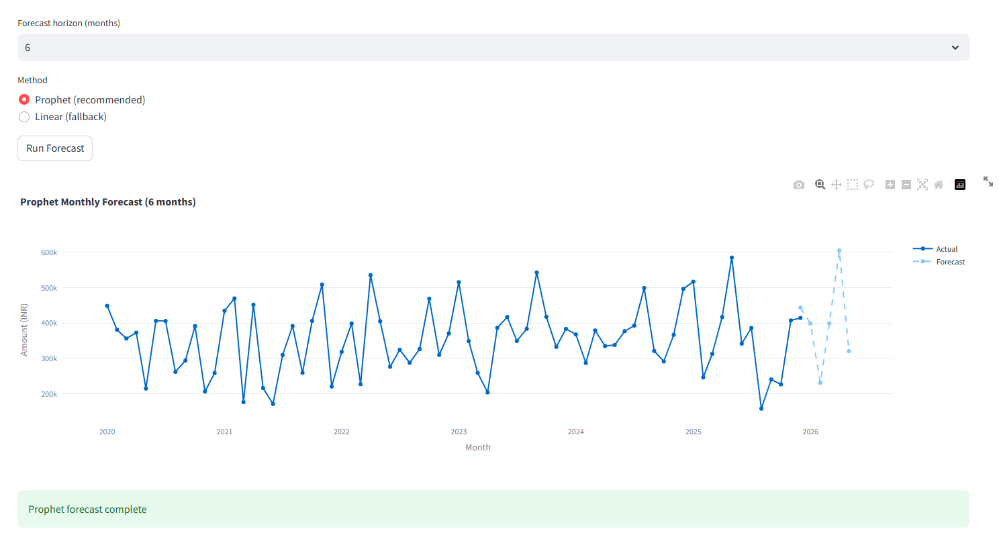 Forecast horizon (months)
6
Method
Prophet (recommended)
Linear (fallback)
Run Forecast
Prophet Monthly Forecast (6 months)
600k
500k
400k
300k
200k
Amount (INR)
2020 2021 2022 2023 2024 2025 2026
Month
Actual
Forecast
Prophet forecast complete